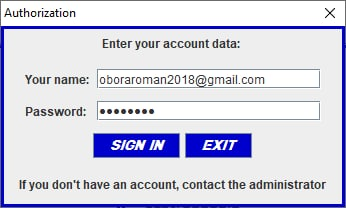 Authorization
Enter your account data:
Your name: oboraroman2018@gmail.com
Password: ●●●●●●●●
SIGN IN EXIT
If you don't have an account, contact the administrator